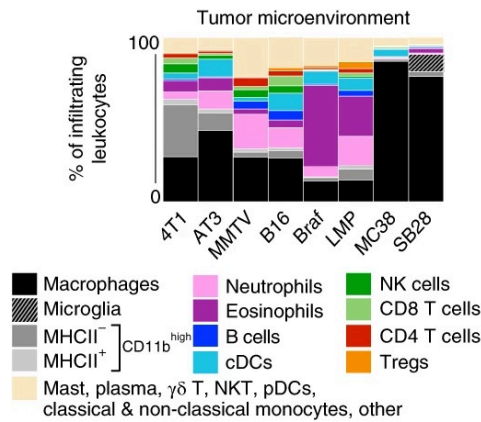 Tumor microenvironment
% of infiltrating
leukocytes
100
0
4T1
AT3
MMTV
B16
Braf
LMP
MC38
SB28
Macrophages
Microglia
MHCII⁻
MHCII⁺
CD11b^high
Neutrophils
Eosinophils
B cells
cDCs
NK cells
CD8 T cells
CD4 T cells
Tregs
Mast, plasma, γδ T, NKT, pDCs,
classical & non-classical monocytes, other